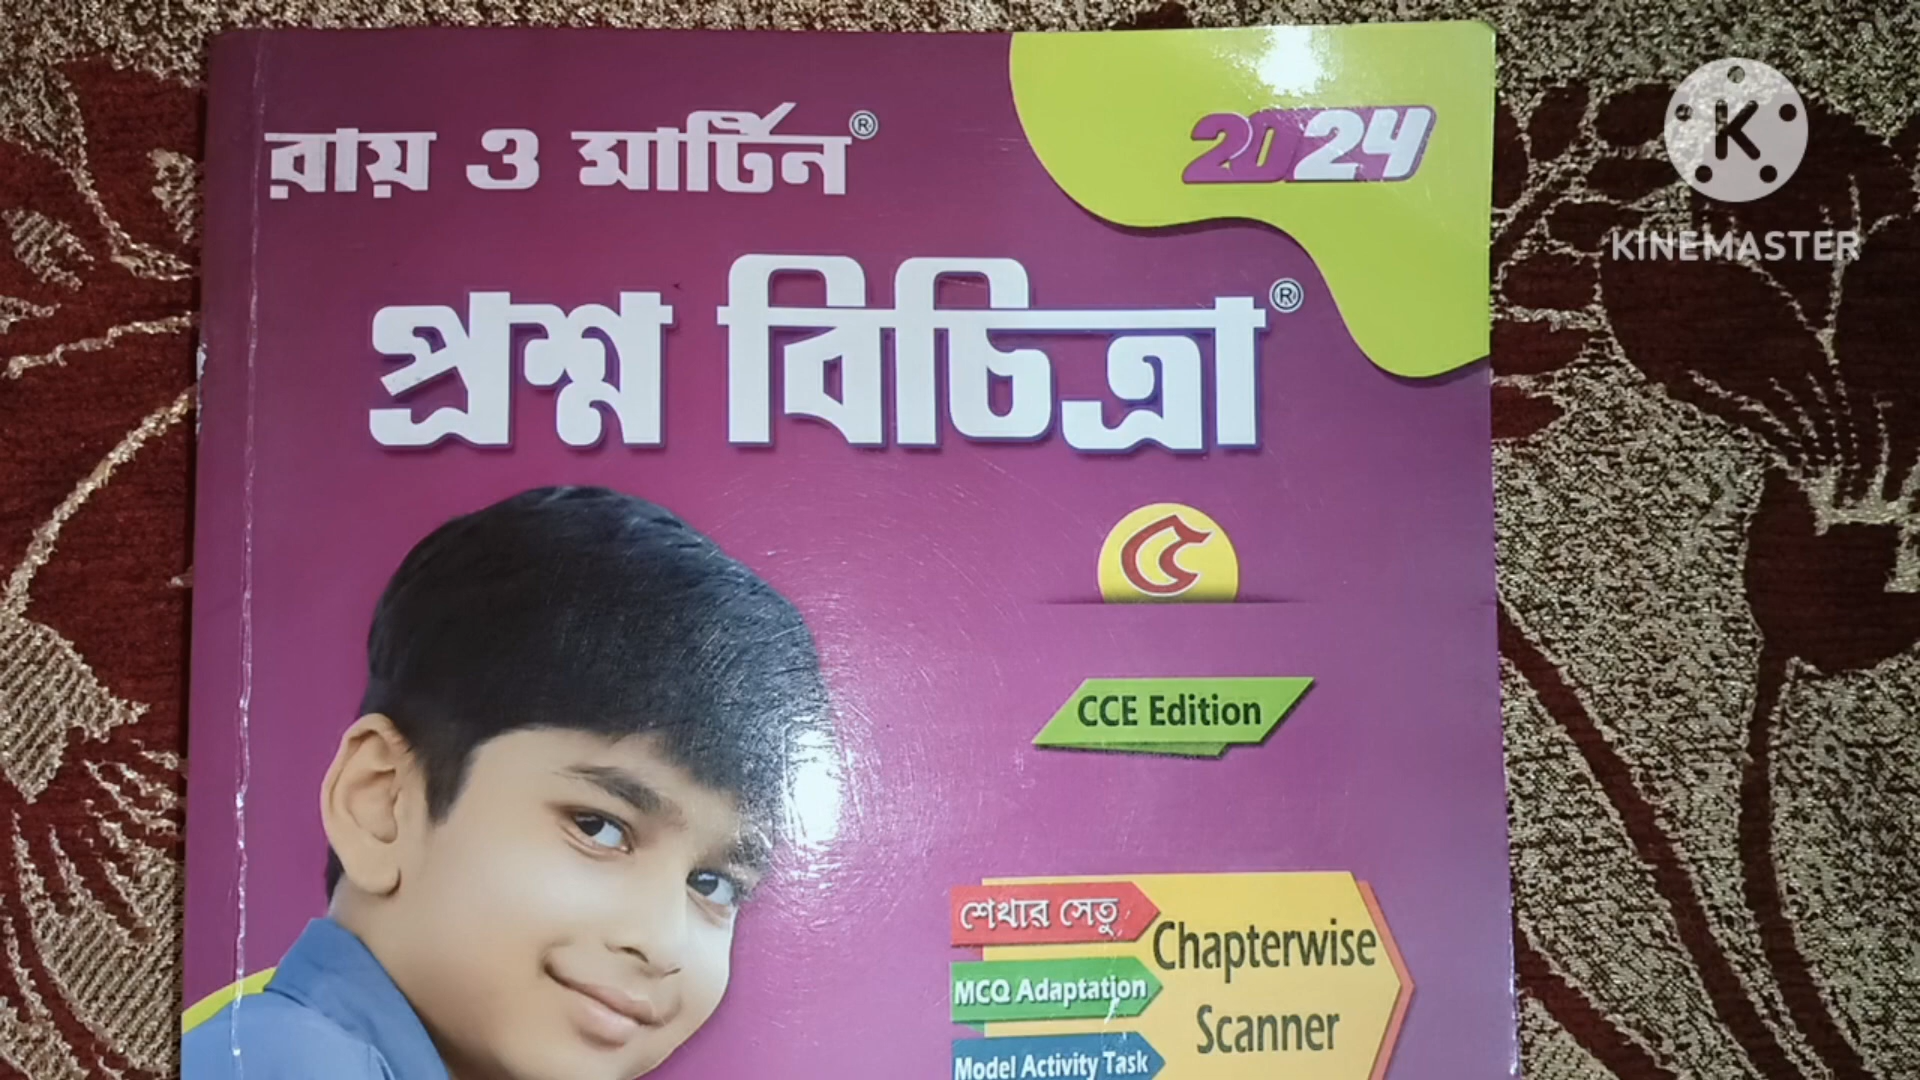 রায় ও মার্টিন®
2024
K
KINEMASTER
প্রশ্ন বিচিত্রা®
৫
CCE Edition
শেখার সেতু
MCQ Adaptation
Model Activity Task
Chapterwise
Scanner